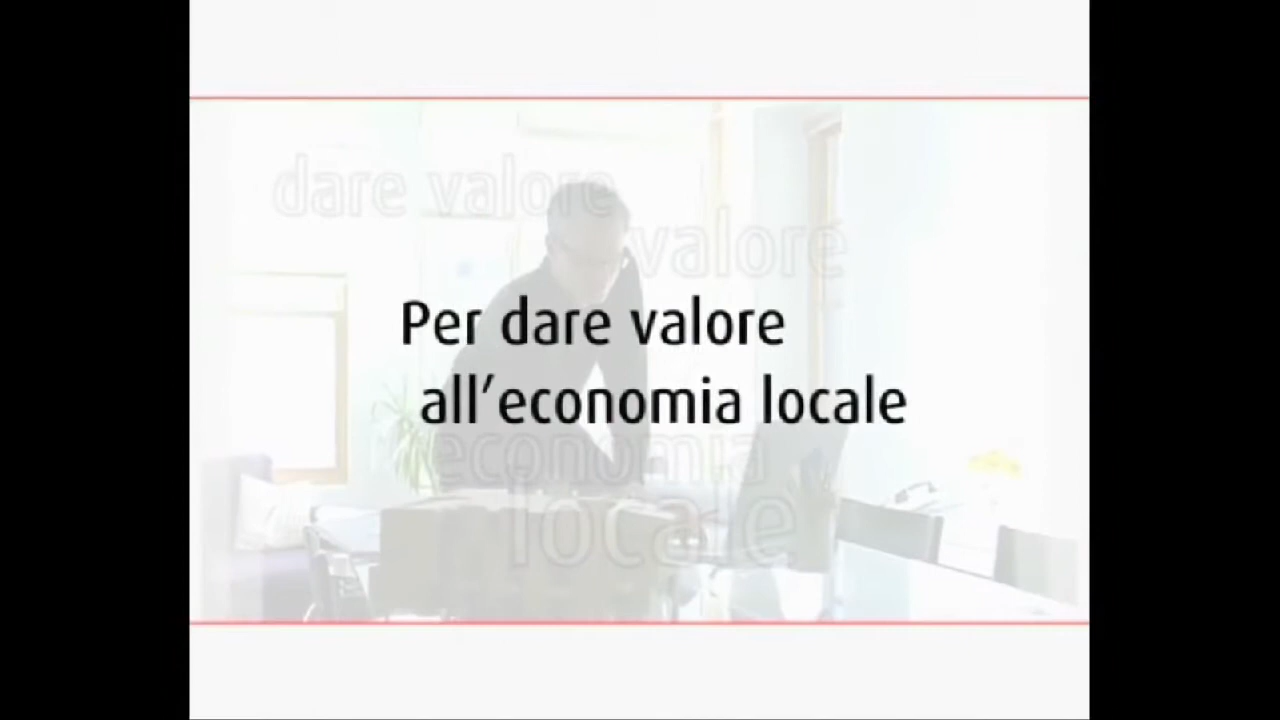 dare valore
valore
Per dare valore
all'economia locale
economia
locale